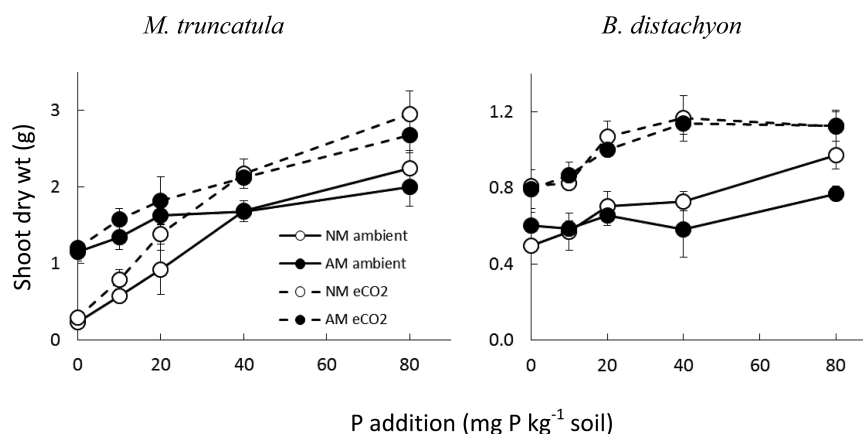 M. truncatula
B. distachyon
Shoot dry wt (g)
3
2
1
0
NM ambient
AM ambient
NM eCO2
AM eCO2
0 20 40 60 80
1.2
0.8
0.4
0.0
0 20 40 60 80
P addition (mg P kg⁻¹ soil)